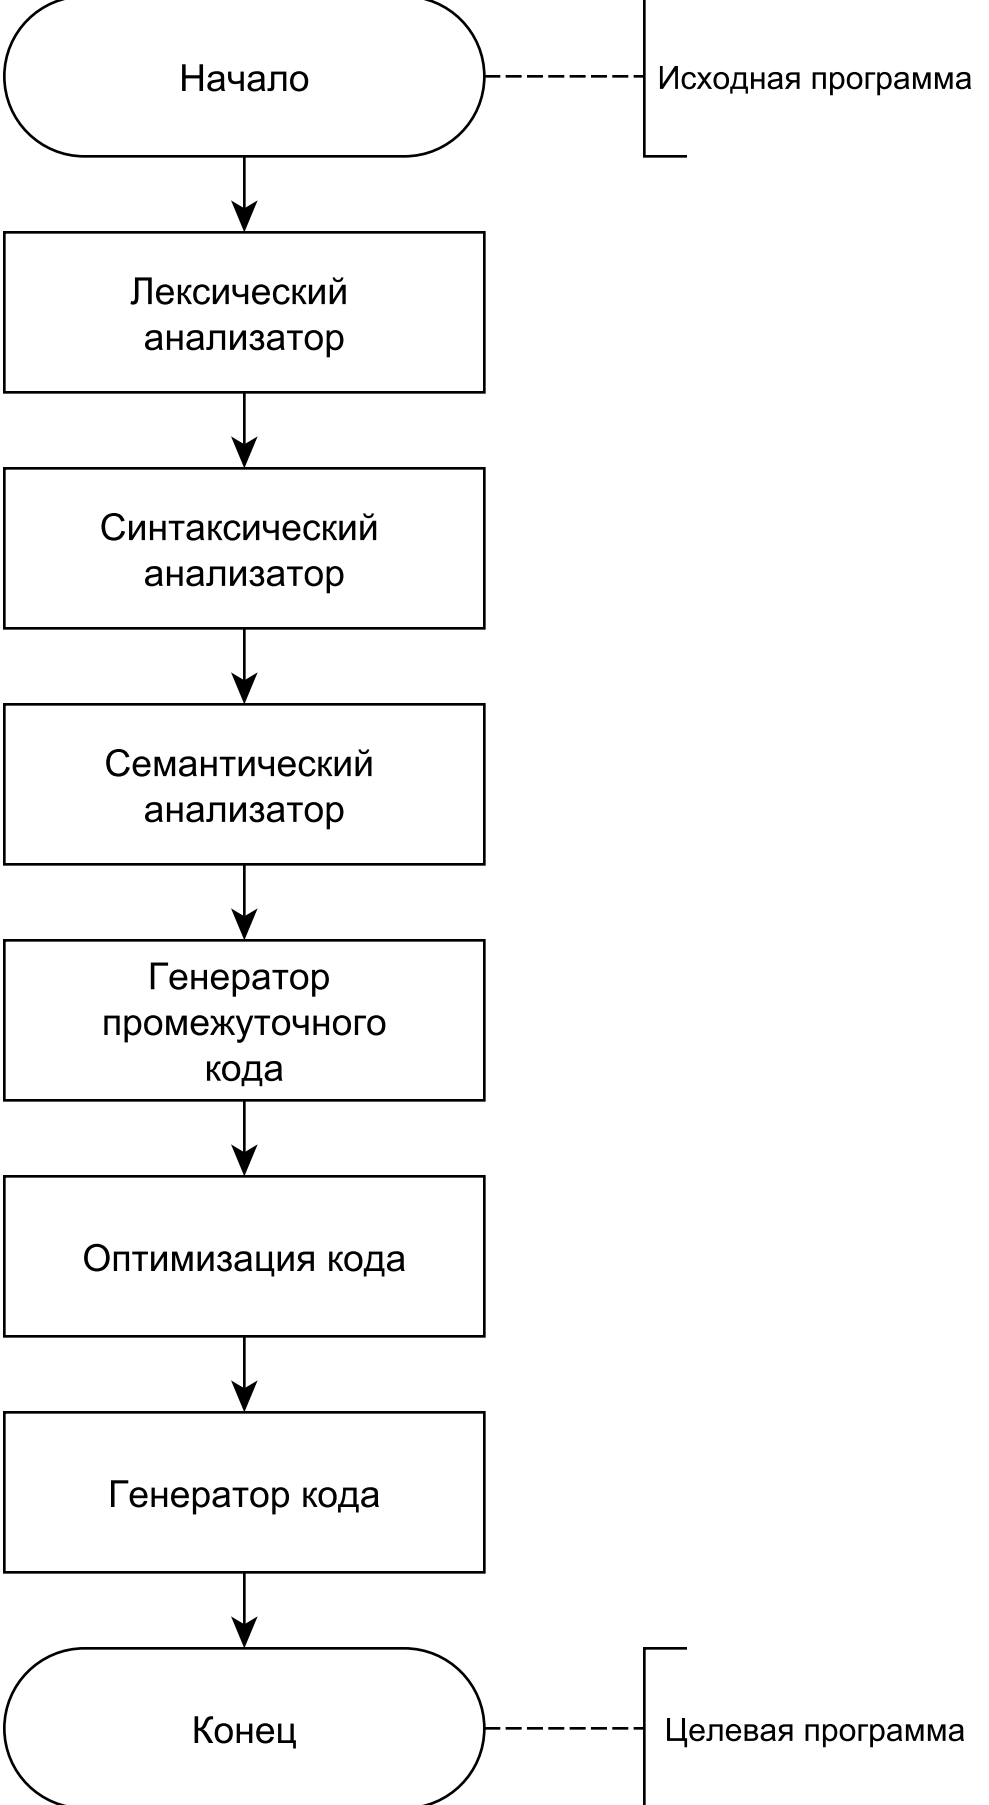 Начало
Исходная программа
Лексический
анализатор
Синтаксический
анализатор
Семантический
анализатор
Генератор
промежуточного
кода
Оптимизация кода
Генератор кода
Конец
Целевая программа